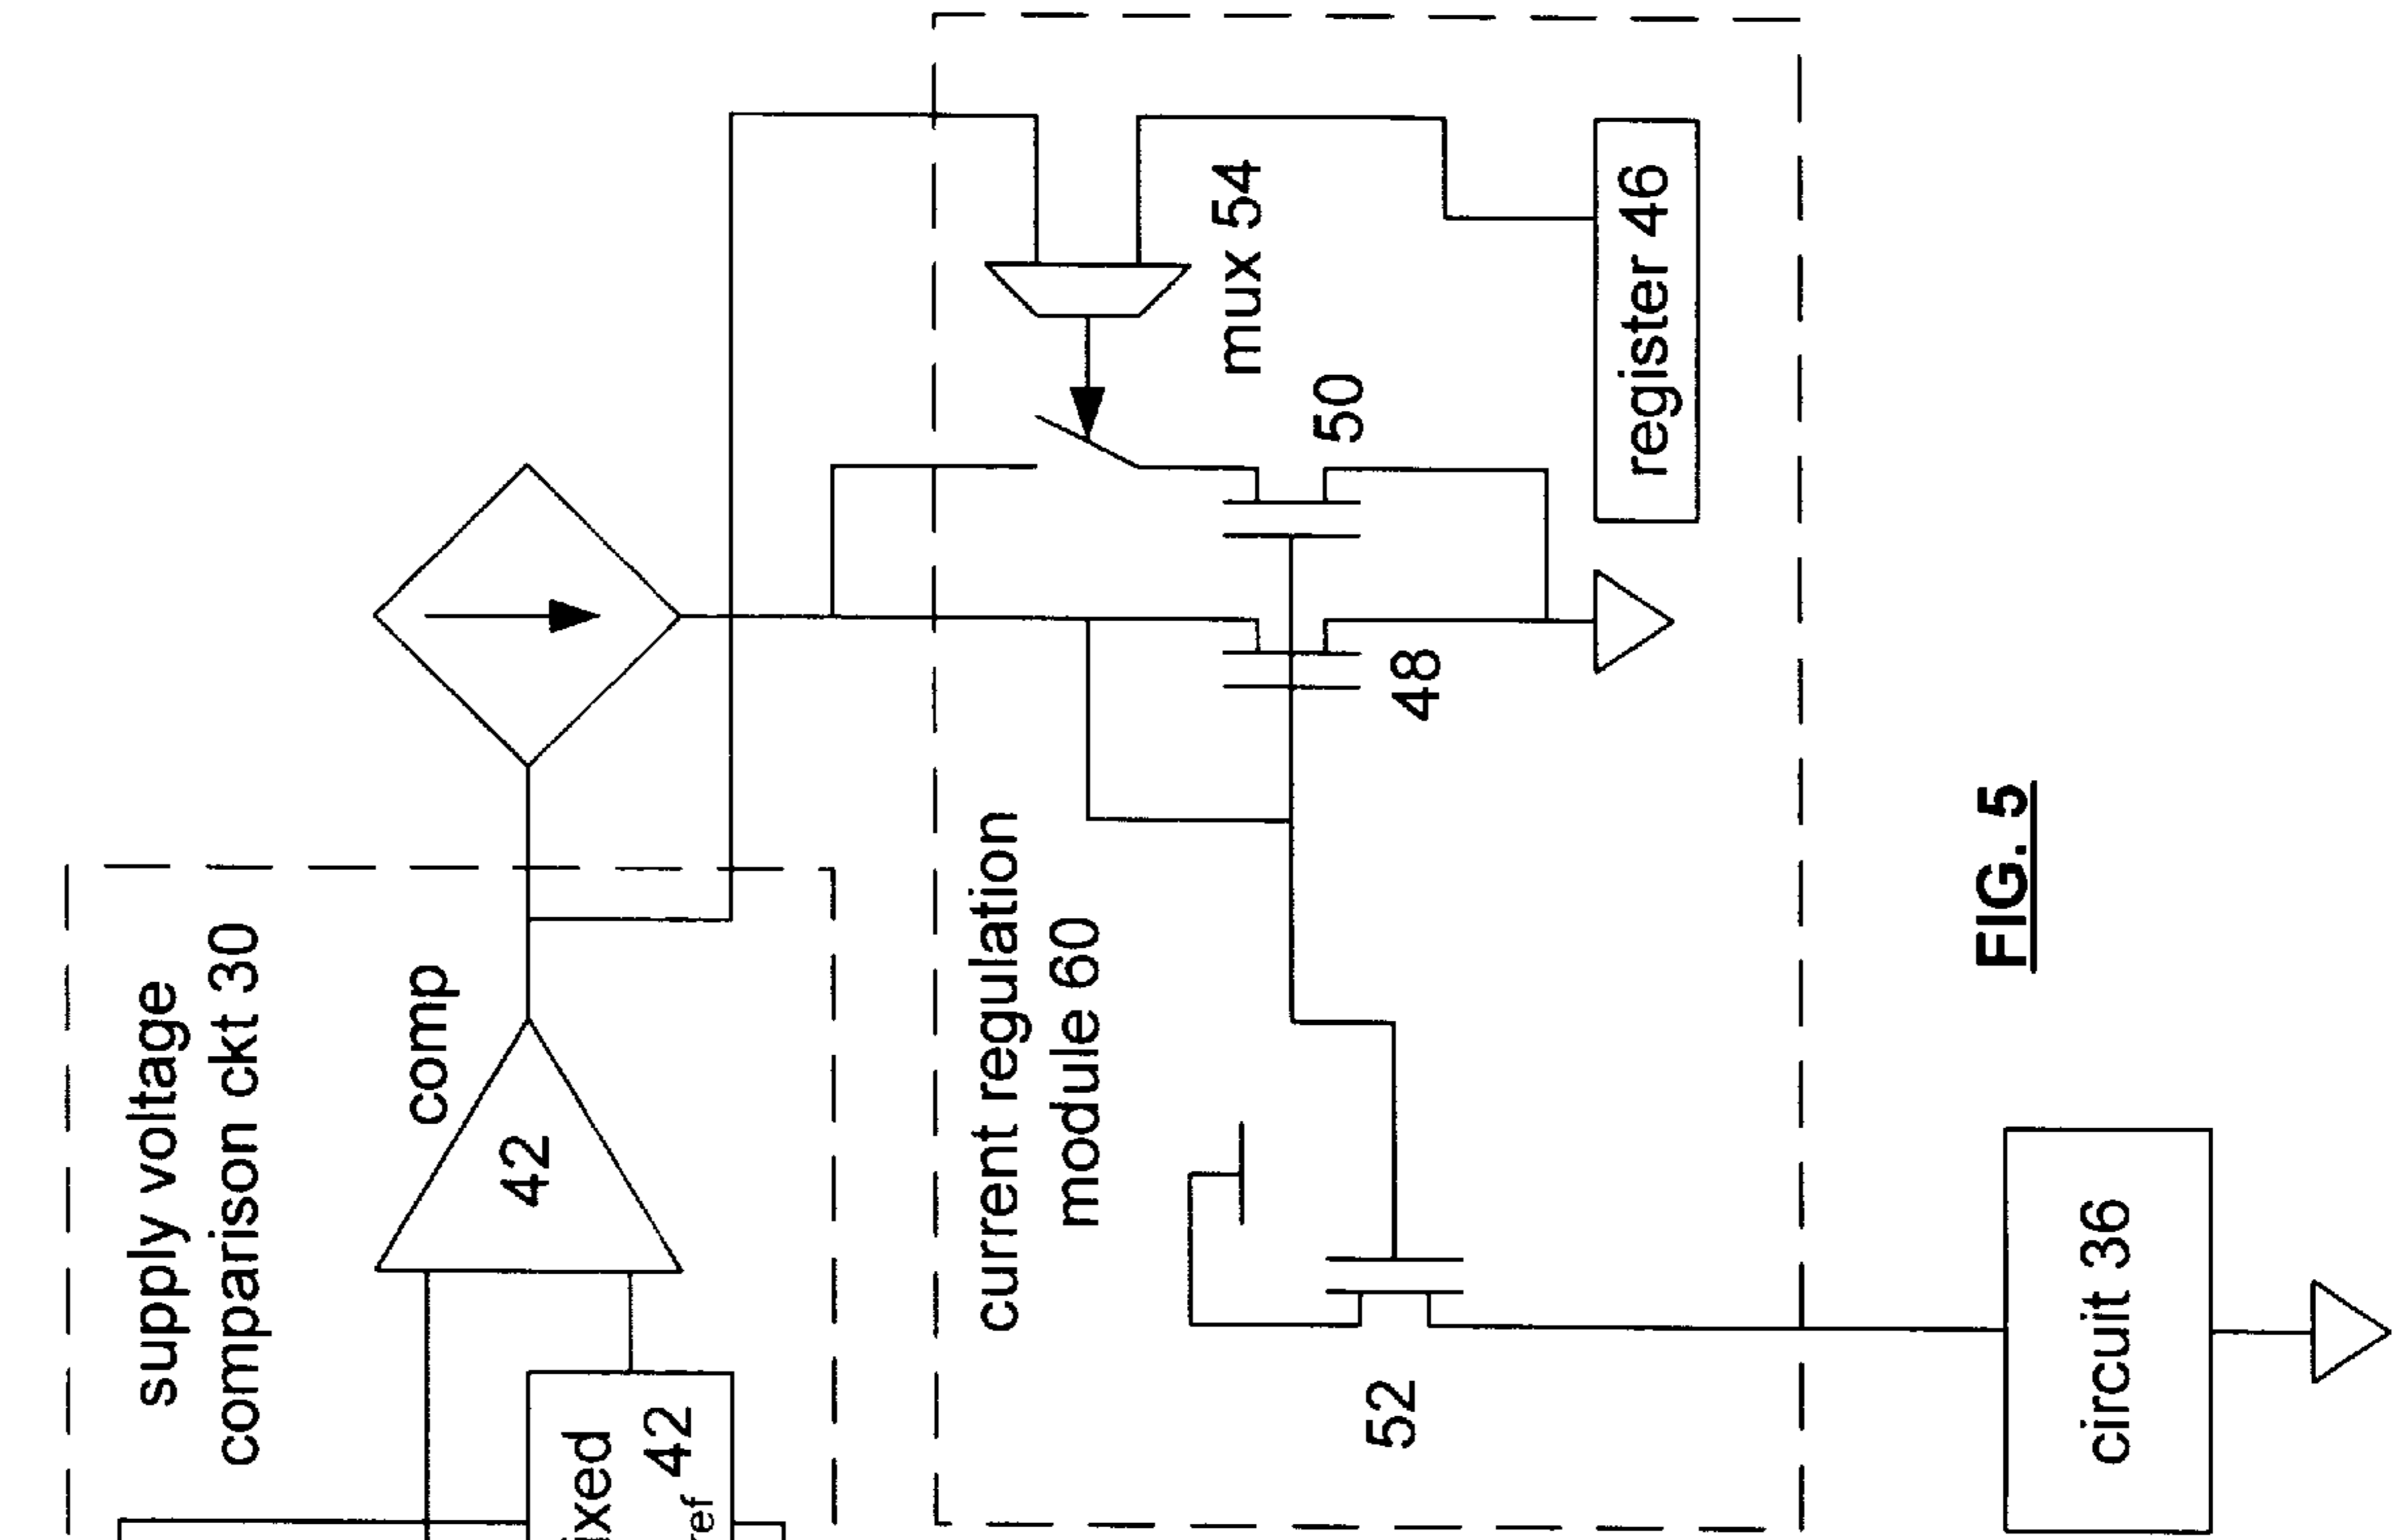 supply voltage
comparison ckt 30
comp
42
42
ref
current regulation
module 60
mux 54
50
48
52
register 46
circuit 36
FIG. 5